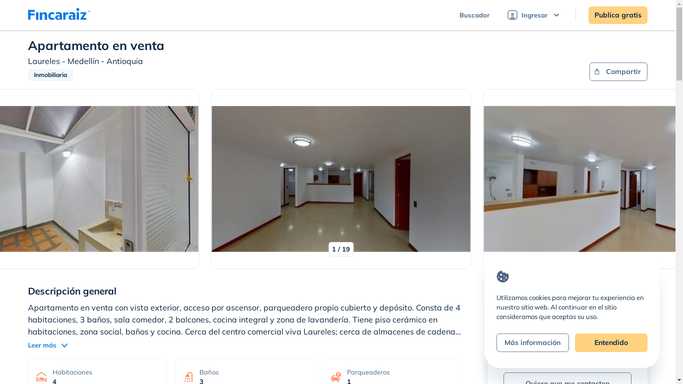 Fincaraiz
Buscador
Ingresar
Publica gratis
Apartamento en venta
Laureles - Medellín - Antioquia
Inmobiliaria
Compartir
1 / 19
Descripción general
Apartamento en venta con vista exterior, acceso por ascensor, parqueadero propio cubierto y depósito. Consta de 4
habitaciones, 3 baños, sala comedor, 2 balcones, cocina integral y zona de lavandería. Tiene piso cerámico en
habitaciones, zona social, baños y cocina. Cerca del centro comercial viva Laureles; cerca de almacenes de cadena...
Leer más
Habitaciones
4
Baños
3
Parqueaderos
1
Utilizamos cookies para mejorar tu experiencia en
nuestro sitio web. Al continuar en el sitio
consideramos que aceptas su uso.
Más información
Entendido
Quiero que me contacten